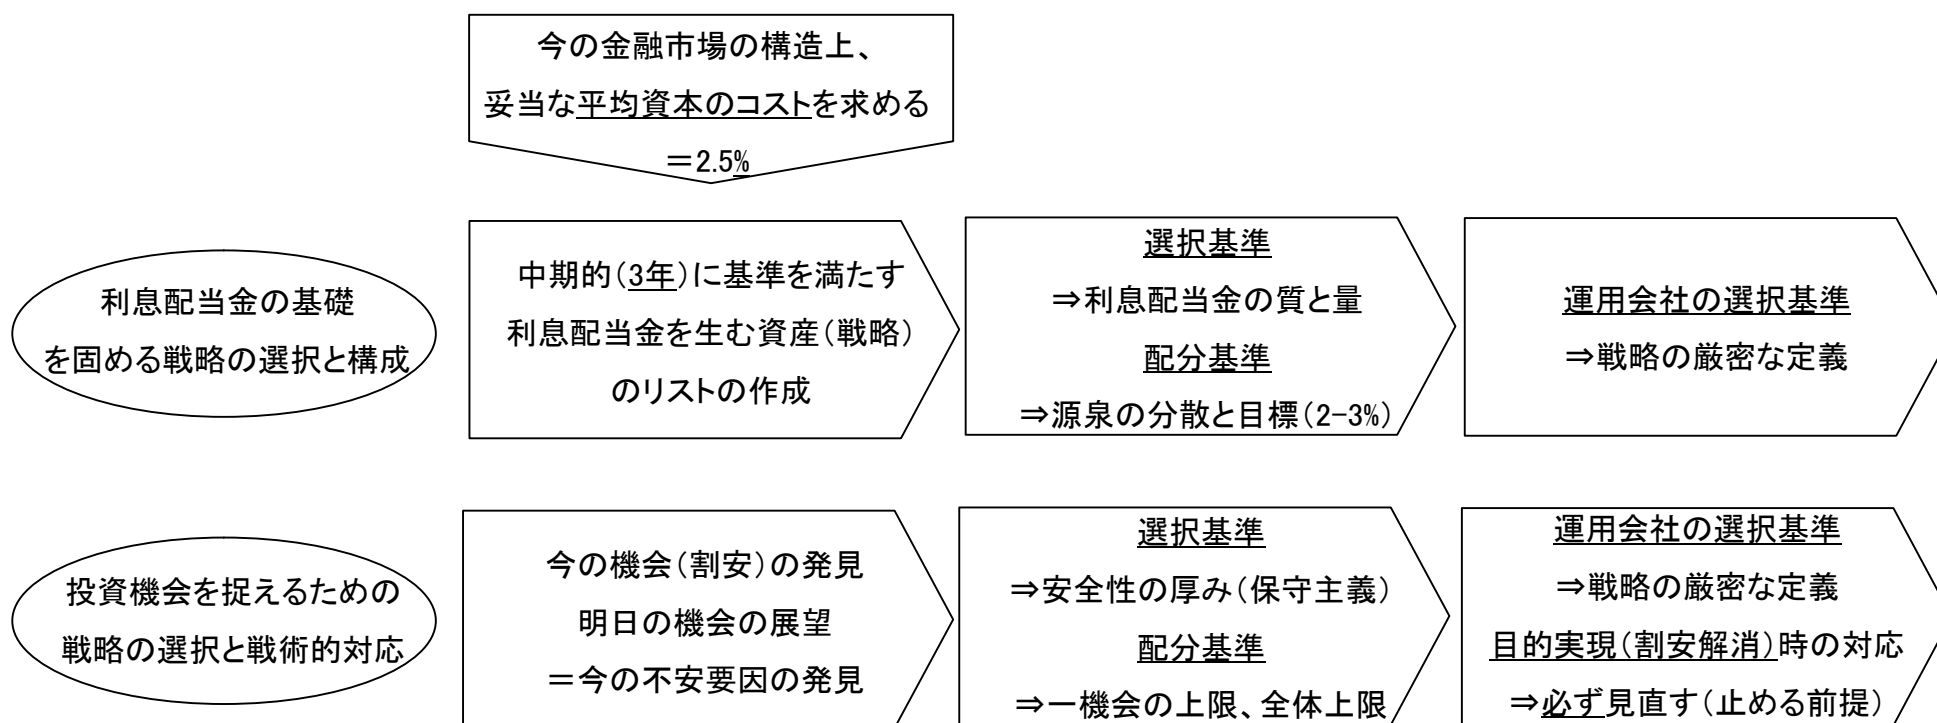 今の金融市場の構造上、
妥当な平均資本のコストを求める
＝2.5%
利息配当金の基礎
を固める戦略の選択と構成
中期的（3年）に基準を満たす
利息配当金を生む資産（戦略）
のリストの作成
選択基準
⇒利息配当金の質と量
配分基準
⇒源泉の分散と目標（2-3%）
運用会社の選択基準
⇒戦略の厳密な定義
投資機会を捉えるための
戦略の選択と戦術的対応
今の機会（割安）の発見
明日の機会の展望
＝今の不安要因の発見
選択基準
⇒安全性の厚み（保守主義）
配分基準
⇒一機会の上限、全体上限
運用会社の選択基準
⇒戦略の厳密な定義
目的実現（割安解消）時の対応
⇒必ず見直す（止める前提）